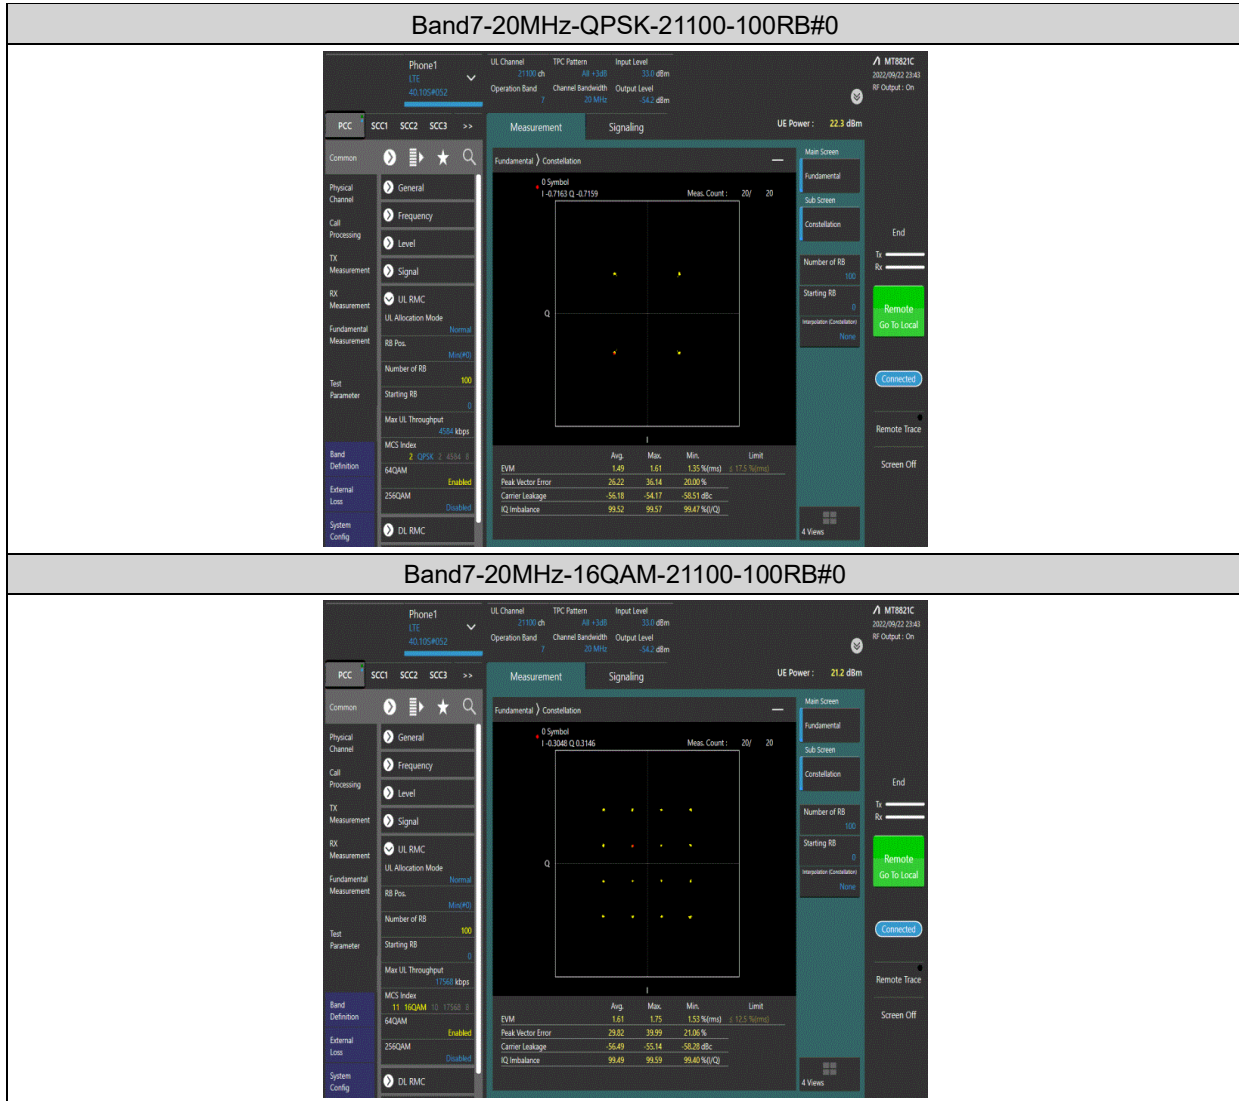 Band7-20MHz-QPSK-21100-100RB#0
Phone1
LTE
40.10S#052
UL Channel TPC Pattern Input Level
21100 ch All +3dB 33.0 dBm
Operation Band Channel Bandwidth Output Level
7 20 MHz -54.2 dBm
MT8821C
2022/09/22 23:43
RF Output : On
PCC SCC1 SCC2 SCC3 >>
Measurement Signaling
UE Power : 22.3 dBm
Common
Physical Channel
Call Processing
TX Measurement
RX Measurement
Fundamental Measurement
Test Parameter
Band Definition
External Loss
System Config
General
Frequency
Level
Signal
UL RMC
UL Allocation Mode
Normal
RB Pos.
Min(#0)
Number of RB
100
Starting RB
0
Max UL Throughput
4584 kbps
MCS Index
2 QPSK 2 4584 8
64QAM
Enabled
256QAM
Disabled
DL RMC
Fundamental Constellation
0 Symbol
I -0.7163 Q -0.7159
Meas. Count : 20/ 20
Q
I
Avg. Max. Min. Limit
EVM 1.49 1.61 1.35 %(rms) ≤ 17.5 %(rms)
Peak Vector Error 26.22 36.14 20.00 %
Carrier Leakage -56.18 -54.17 -58.51 dBc
IQ Imbalance 99.52 99.57 99.47 %(I/Q)
Main Screen
Fundamental
Sub Screen
Constellation
Number of RB
100
Starting RB
0
Interpolation (Constellation)
None
4 Views
End
Tx
Rx
Remote
Go To Local
Connected
Remote Trace
Screen Off
Band7-20MHz-16QAM-21100-100RB#0
Phone1
LTE
40.10S#052
UL Channel TPC Pattern Input Level
21100 ch All +3dB 33.0 dBm
Operation Band Channel Bandwidth Output Level
7 20 MHz -54.2 dBm
MT8821C
2022/09/22 23:43
RF Output : On
PCC SCC1 SCC2 SCC3 >>
Measurement Signaling
UE Power : 21.2 dBm
Common
Physical Channel
Call Processing
TX Measurement
RX Measurement
Fundamental Measurement
Test Parameter
Band Definition
External Loss
System Config
General
Frequency
Level
Signal
UL RMC
UL Allocation Mode
Normal
RB Pos.
Min(#0)
Number of RB
100
Starting RB
0
Max UL Throughput
17568 kbps
MCS Index
11 16QAM 10 17568 8
64QAM
Enabled
256QAM
Disabled
DL RMC
Fundamental Constellation
0 Symbol
I -0.3048 Q 0.3146
Meas. Count : 20/ 20
Q
I
Avg. Max. Min. Limit
EVM 1.61 1.75 1.53 %(rms) ≤ 12.5 %(rms)
Peak Vector Error 29.82 39.99 21.06 %
Carrier Leakage -56.49 -55.14 -58.28 dBc
IQ Imbalance 99.49 99.59 99.40 %(I/Q)
Main Screen
Fundamental
Sub Screen
Constellation
Number of RB
100
Starting RB
0
Interpolation (Constellation)
None
4 Views
End
Tx
Rx
Remote
Go To Local
Connected
Remote Trace
Screen Off